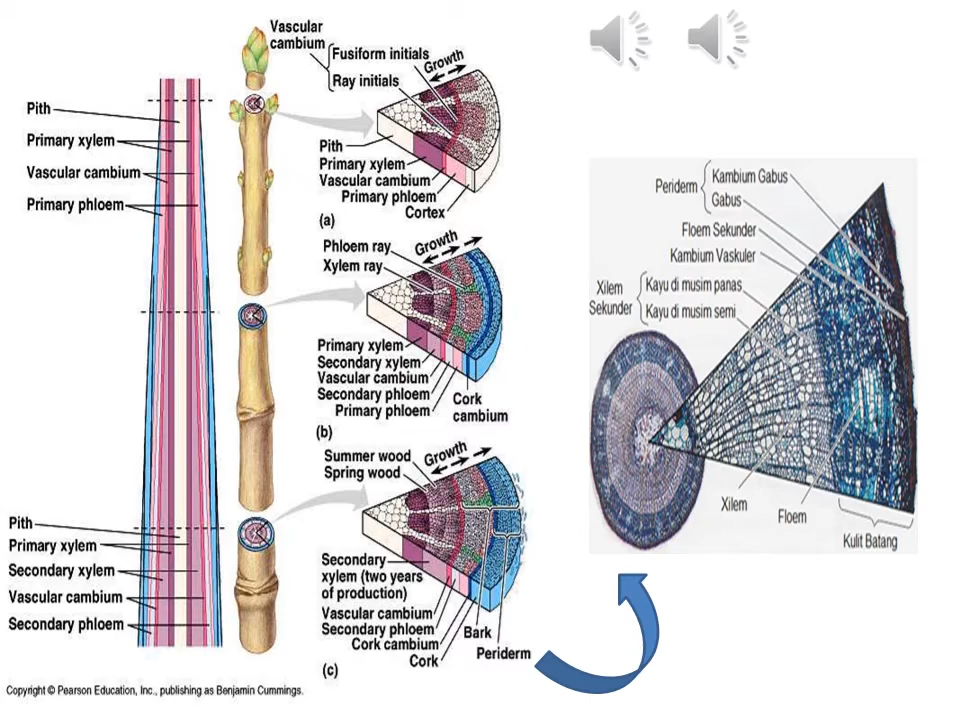 Pith
Primary xylem
Vascular cambium
Primary phloem
Pith
Primary xylem
Secondary xylem
Vascular cambium
Secondary phloem
Vascular
cambium
Fusiform initials
Ray initials
Growth
Pith
Primary xylem
Vascular cambium
Primary phloem
Cortex
(a)
Phloem ray
Xylem ray
Growth
Primary xylem
Secondary xylem
Vascular cambium
Secondary phloem
Primary phloem
Cork
cambium
(b)
Summer wood
Spring wood
Growth
Secondary
xylem (two years
of production)
Vascular cambium
Secondary phloem
Cork cambium
Cork
Bark
Periderm
(c)
Copyright © Pearson Education, Inc., publishing as Benjamin Cummings.
Periderm
Kambium Gabus
Gabus
Floem Sekunder
Kambium Vaskuler
Xilem
Sekunder
Kayu di musim panas
Kayu di musim semi
Xilem
Floem
Kulit Batang